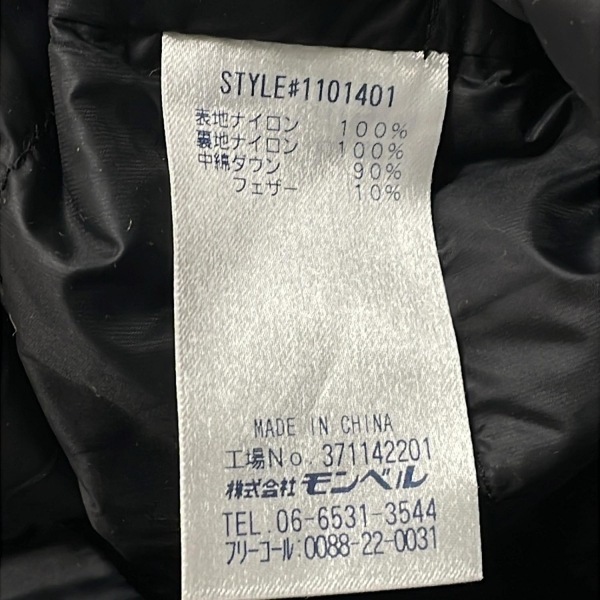 STYLE#1101401
表地ナイロン 100%
裏地ナイロン 100%
中綿ダウン 90%
フェザー 10%
MADE IN CHINA
工場No. 371142201
株式会社 モンベル
TEL. 06-6531-3544
フリーコール:0088-22-0031